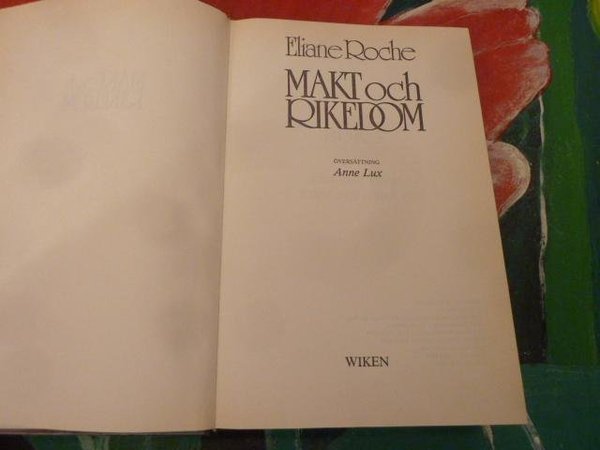 Eliane Roche
MAKT och
RIKEDOM
ÖVERSÄTTNING
Anne Lux
WIKEN